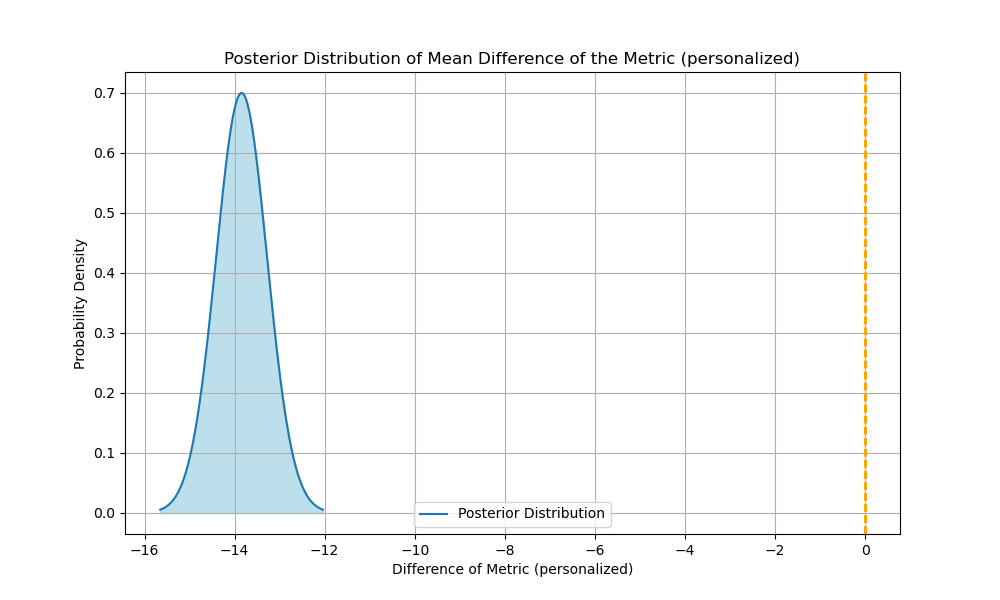 Posterior Distribution of Mean Difference of the Metric (personalized)
0.7
0.6
0.5
0.4
0.3
0.2
0.1
0.0
Probability Density
Posterior Distribution
−16 −14 −12 −10 −8 −6 −4 −2 0
Difference of Metric (personalized)